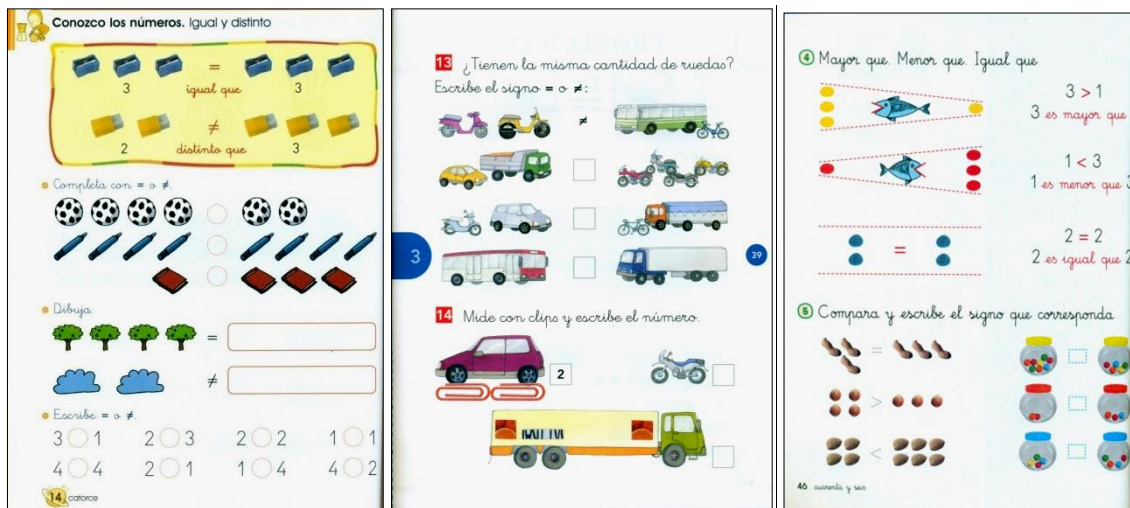 Conozco los números. Igual y distinto
=
3 igual que 3
≠
2 distinto que 3
Completa con = o ≠.
Dibuja.
=
≠
Escribe = o ≠.
3 1 2 3 2 2 1 1
4 4 2 1 1 4 4 2
14 catorce
13 ¿Tienen la misma cantidad de ruedas?
Escribe el signo = o ≠:
≠
3
39
14 Mide con clips y escribe el número.
2
4 Mayor que. Menor que. Igual que
3 > 1
3 es mayor que
1 < 3
1 es menor que 3
=
2 = 2
2 es igual que 2
5 Compara y escribe el signo que corresponda
=
>
<
46 cuarenta y seis